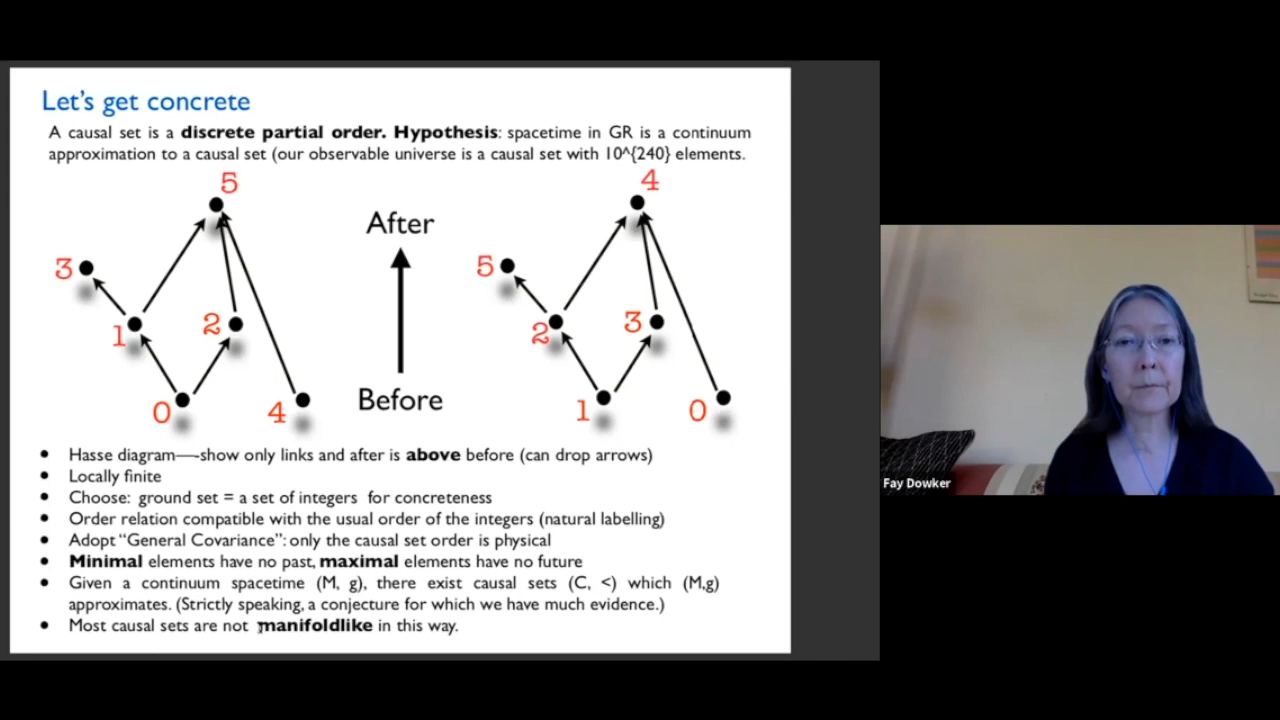 Let's get concrete
A causal set is a discrete partial order. Hypothesis: spacetime in GR is a continuum
approximation to a causal set (our observable universe is a causal set with 10^{240} elements.
5
4
After
3
5
1
2
2
3
Before
0
4
1
0
• Hasse diagram—-show only links and after is above before (can drop arrows)
• Locally finite
• Choose: ground set = a set of integers for concreteness
• Order relation compatible with the usual order of the integers (natural labelling)
• Adopt "General Covariance": only the causal set order is physical
• Minimal elements have no past, maximal elements have no future
• Given a continuum spacetime (M, g), there exist causal sets (C, <) which (M,g)
approximates. (Strictly speaking, a conjecture for which we have much evidence.)
• Most causal sets are not manifoldlike in this way.
Fay Dowker